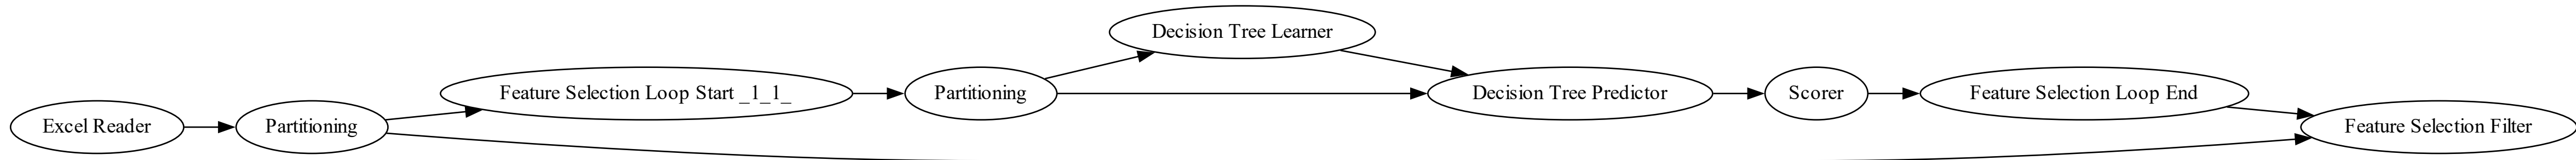 Excel Reader
Partitioning
Feature Selection Loop Start _1_1_
Partitioning
Decision Tree Learner
Decision Tree Predictor
Scorer
Feature Selection Loop End
Feature Selection Filter